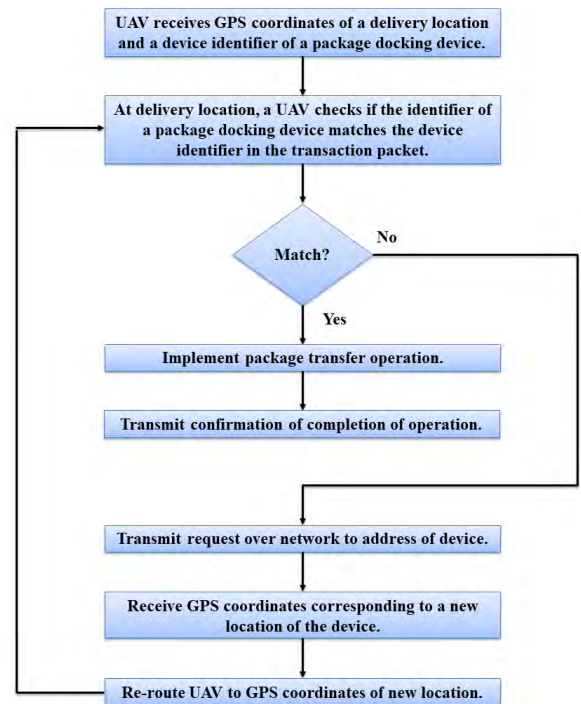 UAV receives GPS coordinates of a delivery location
and a device identifier of a package docking device.
At delivery location, a UAV checks if the identifier of
a package docking device matches the device
identifier in the transaction packet.
Match?
No
Yes
Implement package transfer operation.
Transmit confirmation of completion of operation.
Transmit request over network to address of device.
Receive GPS coordinates corresponding to a new
location of the device.
Re-route UAV to GPS coordinates of new location.